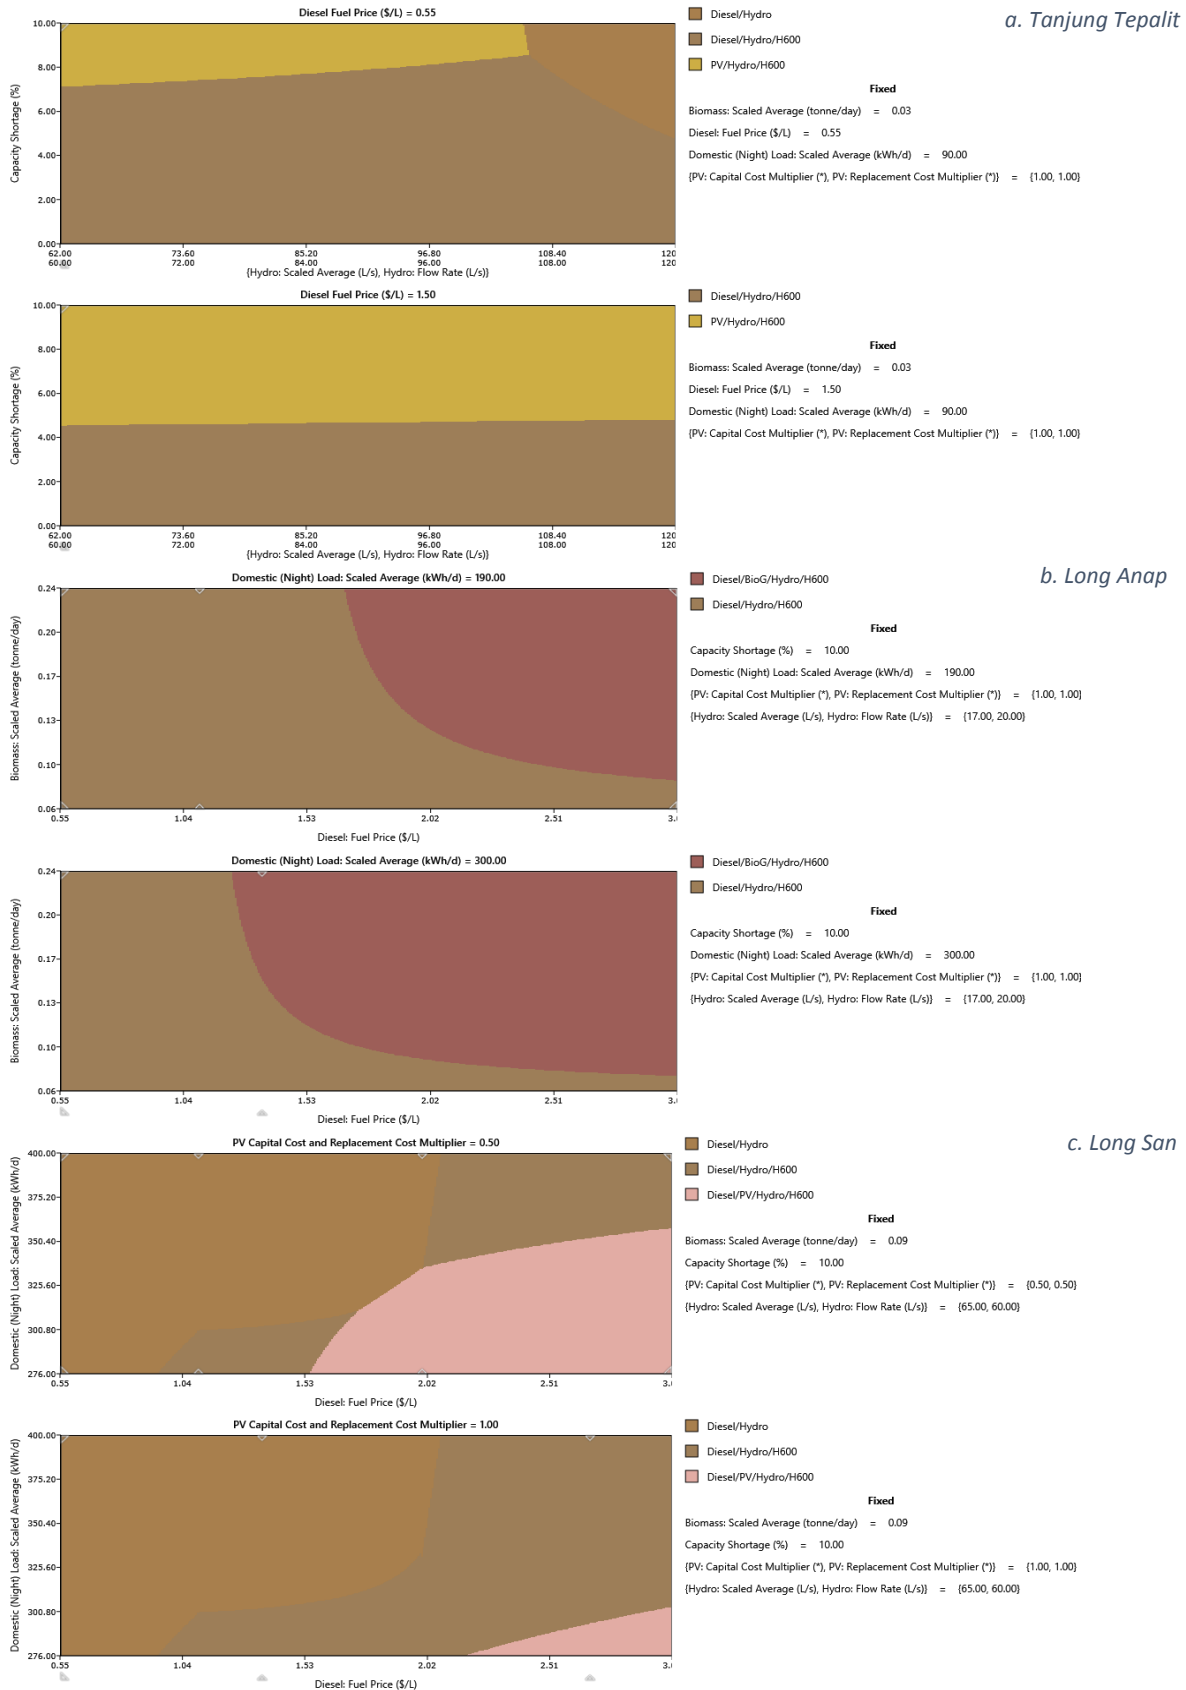 a. Tanjung Tepalit
Diesel Fuel Price ($/L) = 0.55
Capacity Shortage (%)
10.00
8.00
6.00
4.00
2.00
0.00
62.00 73.60 85.20 96.80 108.40 120
60.00 72.00 84.00 96.00 108.00 120
{Hydro: Scaled Average (L/s), Hydro: Flow Rate (L/s)}
Diesel/Hydro
Diesel/Hydro/H600
PV/Hydro/H600
Fixed
Biomass: Scaled Average (tonne/day) = 0.03
Diesel: Fuel Price ($/L) = 0.55
Domestic (Night) Load: Scaled Average (kWh/d) = 90.00
{PV: Capital Cost Multiplier (*), PV: Replacement Cost Multiplier (*)} = {1.00, 1.00}
Diesel Fuel Price ($/L) = 1.50
Capacity Shortage (%)
10.00
8.00
6.00
4.00
2.00
0.00
62.00 73.60 85.20 96.80 108.40 120
60.00 72.00 84.00 96.00 108.00 120
{Hydro: Scaled Average (L/s), Hydro: Flow Rate (L/s)}
Diesel/Hydro/H600
PV/Hydro/H600
Fixed
Biomass: Scaled Average (tonne/day) = 0.03
Diesel: Fuel Price ($/L) = 1.50
Domestic (Night) Load: Scaled Average (kWh/d) = 90.00
{PV: Capital Cost Multiplier (*), PV: Replacement Cost Multiplier (*)} = {1.00, 1.00}
b. Long Anap
Domestic (Night) Load: Scaled Average (kWh/d) = 190.00
Biomass: Scaled Average (tonne/day)
0.24
0.20
0.17
0.13
0.10
0.06
0.55 1.04 1.53 2.02 2.51 3.
Diesel: Fuel Price ($/L)
Diesel/BioG/Hydro/H600
Diesel/Hydro/H600
Fixed
Capacity Shortage (%) = 10.00
Domestic (Night) Load: Scaled Average (kWh/d) = 190.00
{PV: Capital Cost Multiplier (*), PV: Replacement Cost Multiplier (*)} = {1.00, 1.00}
{Hydro: Scaled Average (L/s), Hydro: Flow Rate (L/s)} = {17.00, 20.00}
Domestic (Night) Load: Scaled Average (kWh/d) = 300.00
Biomass: Scaled Average (tonne/day)
0.24
0.20
0.17
0.13
0.10
0.06
0.55 1.04 1.53 2.02 2.51 3.
Diesel: Fuel Price ($/L)
Diesel/BioG/Hydro/H600
Diesel/Hydro/H600
Fixed
Capacity Shortage (%) = 10.00
Domestic (Night) Load: Scaled Average (kWh/d) = 300.00
{PV: Capital Cost Multiplier (*), PV: Replacement Cost Multiplier (*)} = {1.00, 1.00}
{Hydro: Scaled Average (L/s), Hydro: Flow Rate (L/s)} = {17.00, 20.00}
c. Long San
PV Capital Cost and Replacement Cost Multiplier = 0.50
Domestic (Night) Load: Scaled Average (kWh/d)
400.00
375.20
350.40
325.60
300.80
276.00
0.55 1.04 1.53 2.02 2.51 3.
Diesel: Fuel Price ($/L)
Diesel/Hydro
Diesel/Hydro/H600
Diesel/PV/Hydro/H600
Fixed
Biomass: Scaled Average (tonne/day) = 0.09
Capacity Shortage (%) = 10.00
{PV: Capital Cost Multiplier (*), PV: Replacement Cost Multiplier (*)} = {0.50, 0.50}
{Hydro: Scaled Average (L/s), Hydro: Flow Rate (L/s)} = {65.00, 60.00}
PV Capital Cost and Replacement Cost Multiplier = 1.00
Domestic (Night) Load: Scaled Average (kWh/d)
400.00
375.20
350.40
325.60
300.80
276.00
0.55 1.04 1.53 2.02 2.51 3.
Diesel: Fuel Price ($/L)
Diesel/Hydro
Diesel/Hydro/H600
Diesel/PV/Hydro/H600
Fixed
Biomass: Scaled Average (tonne/day) = 0.09
Capacity Shortage (%) = 10.00
{PV: Capital Cost Multiplier (*), PV: Replacement Cost Multiplier (*)} = {1.00, 1.00}
{Hydro: Scaled Average (L/s), Hydro: Flow Rate (L/s)} = {65.00, 60.00}